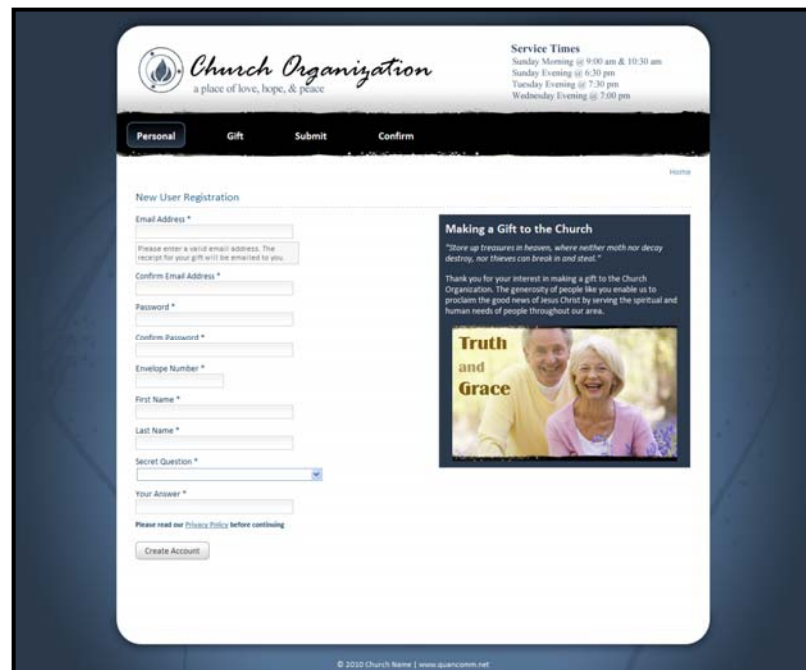 Church Organization
a place of love, hope, & peace
Service Times
Sunday Morning @ 9:00 am & 10:30 am
Sunday Evening @ 6:30 pm
Tuesday Evening @ 7:30 pm
Wednesday Evening @ 7:00 pm
Personal Gift Submit Confirm
Home
New User Registration
Email Address *
Please enter a valid email address. The
receipt for your gift will be emailed to you.
Confirm Email Address *
Password *
Confirm Password *
Envelope Number *
First Name *
Last Name *
Secret Question *
Your Answer *
Please read our Privacy Policy before continuing
Create Account
Making a Gift to the Church
"Store up treasures in heaven, where neither moth nor decay
destroy, nor thieves can break in and steal."
Thank you for your interest in making a gift to the Church
Organization. The generosity of people like you enable us to
proclaim the good news of Jesus Christ by serving the spiritual and
human needs of people throughout our area.
Truth
and
Grace
© 2010 Church Name | www.quancomm.net